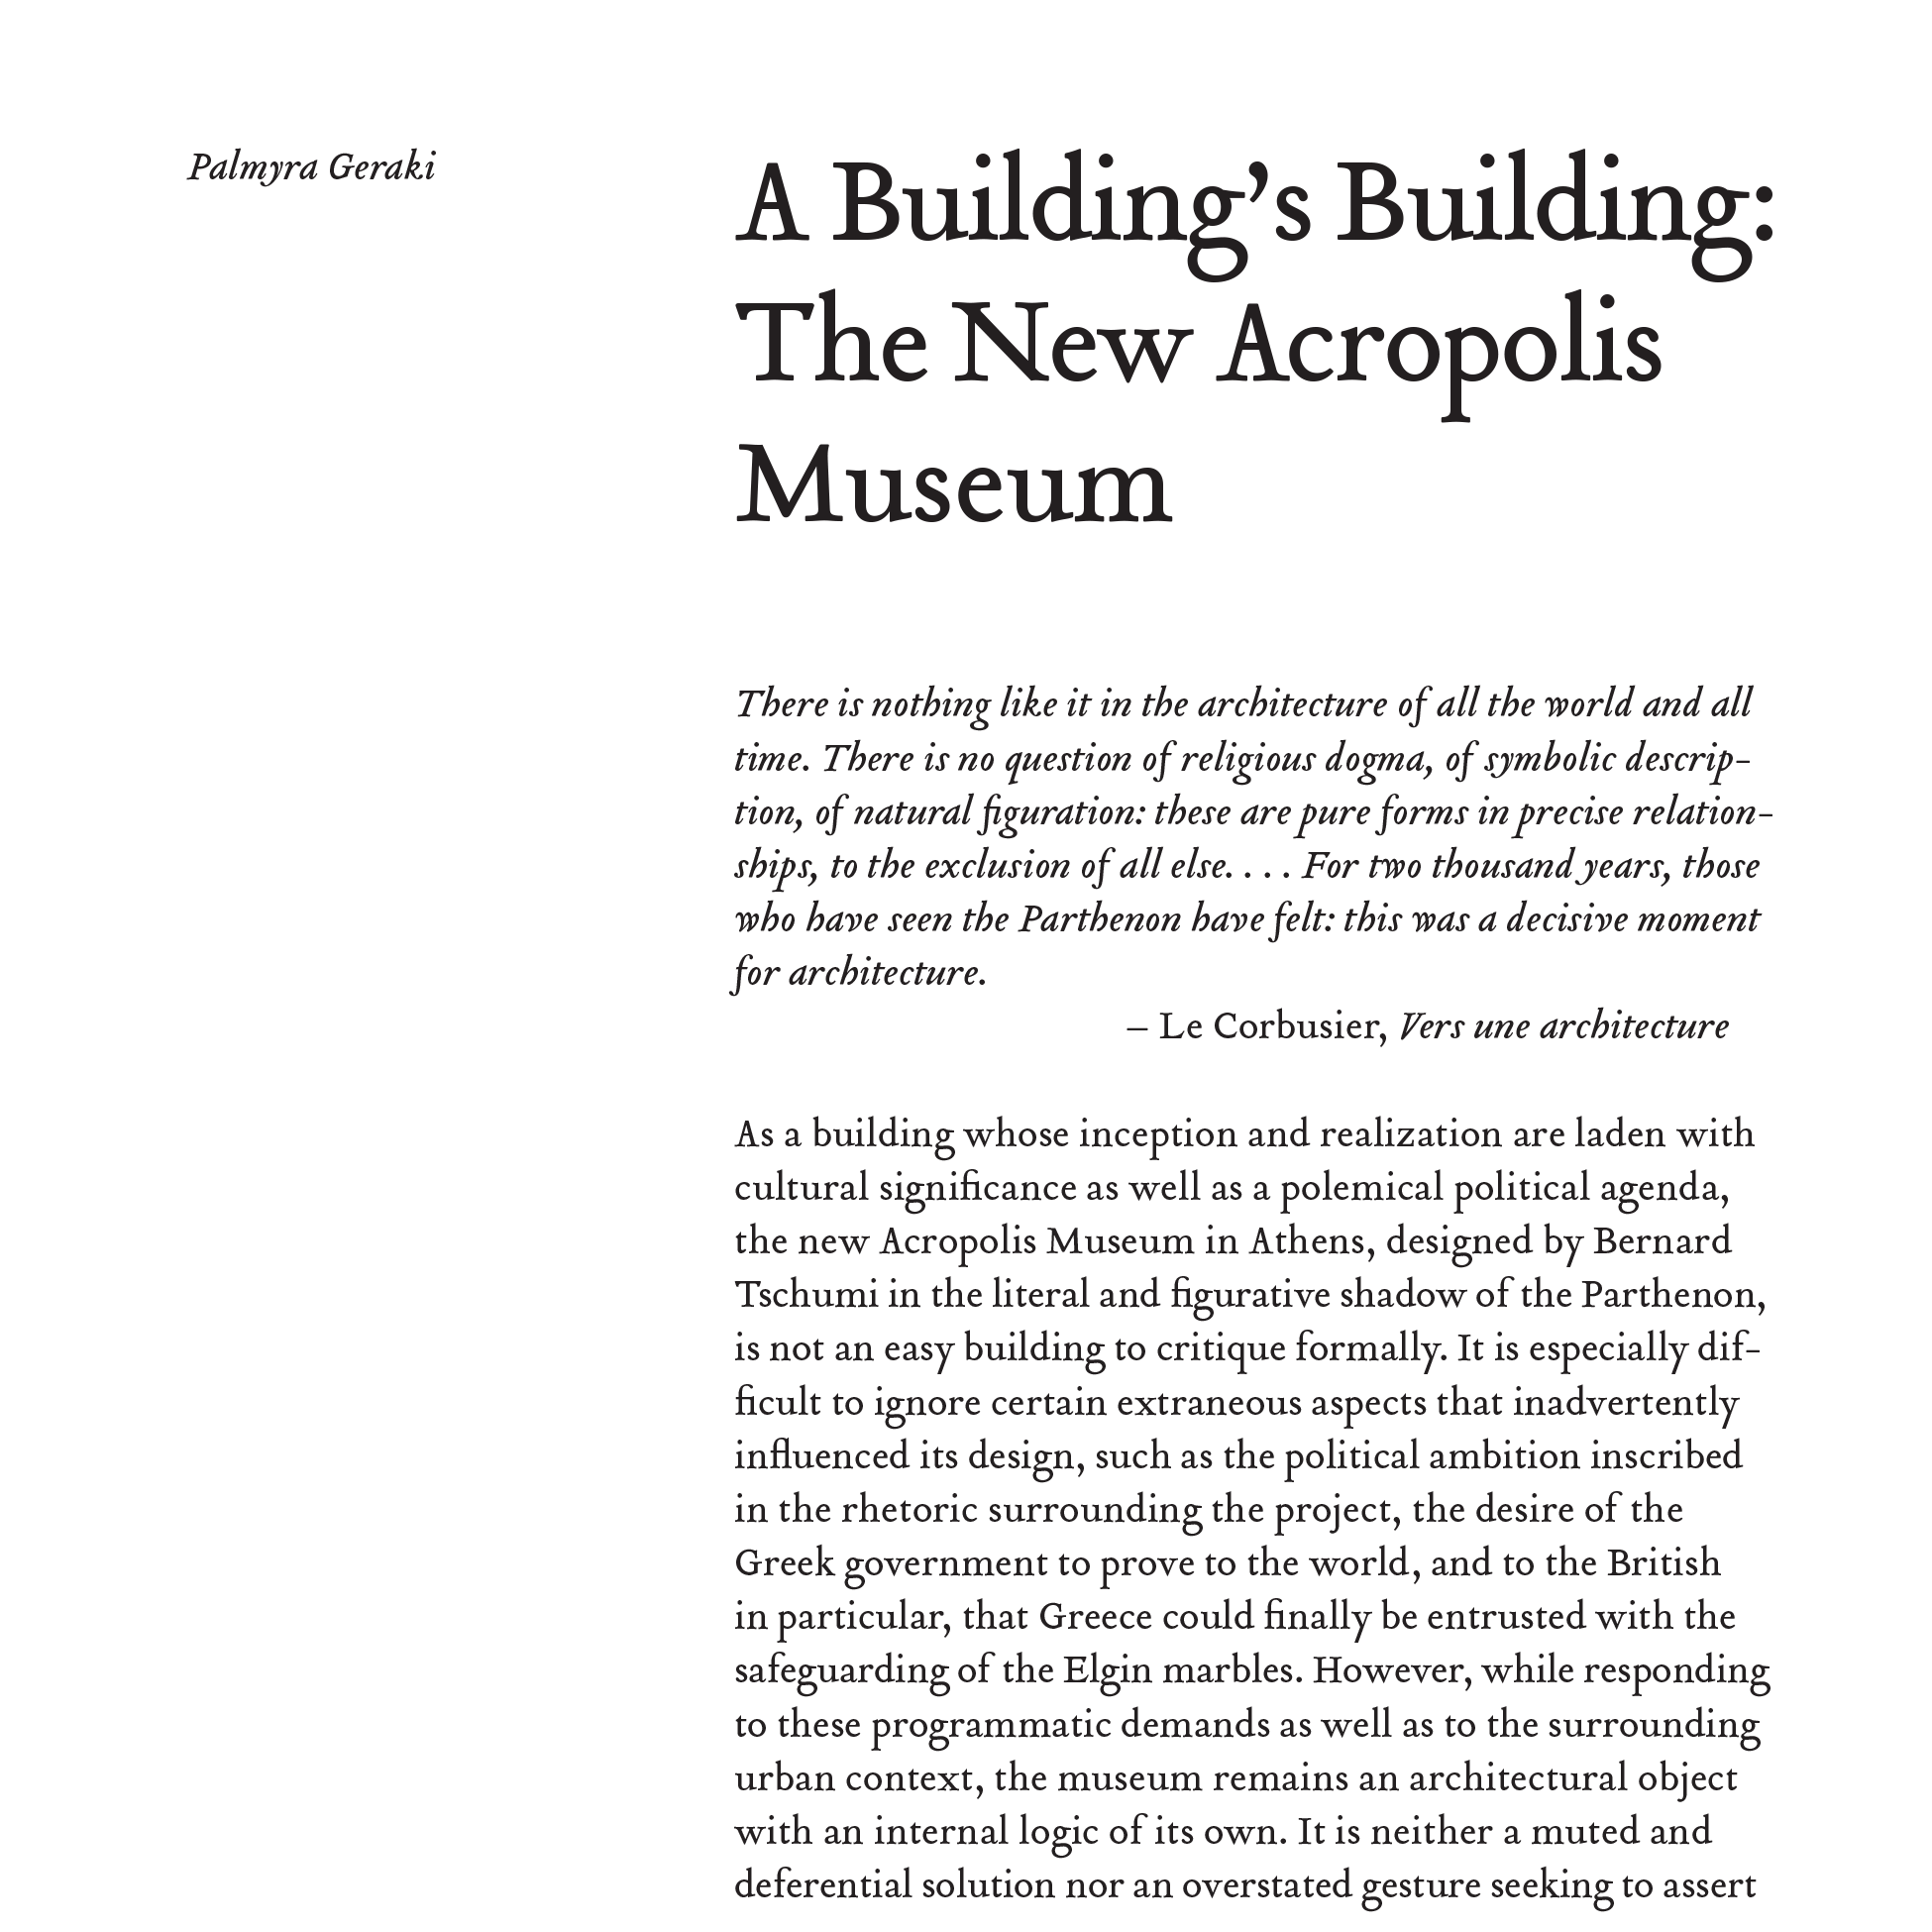 Palmyra Geraki
A Building’s Building:
The New Acropolis
Museum
There is nothing like it in the architecture of all the world and all
time. There is no question of religious dogma, of symbolic descrip-
tion, of natural figuration: these are pure forms in precise relation-
ships, to the exclusion of all else. . . . For two thousand years, those
who have seen the Parthenon have felt: this was a decisive moment
for architecture.
– Le Corbusier, Vers une architecture
As a building whose inception and realization are laden with
cultural significance as well as a polemical political agenda,
the new Acropolis Museum in Athens, designed by Bernard
Tschumi in the literal and figurative shadow of the Parthenon,
is not an easy building to critique formally. It is especially dif-
ficult to ignore certain extraneous aspects that inadvertently
influenced its design, such as the political ambition inscribed
in the rhetoric surrounding the project, the desire of the
Greek government to prove to the world, and to the British
in particular, that Greece could finally be entrusted with the
safeguarding of the Elgin marbles. However, while responding
to these programmatic demands as well as to the surrounding
urban context, the museum remains an architectural object
with an internal logic of its own. It is neither a muted and
deferential solution nor an overstated gesture seeking to assert